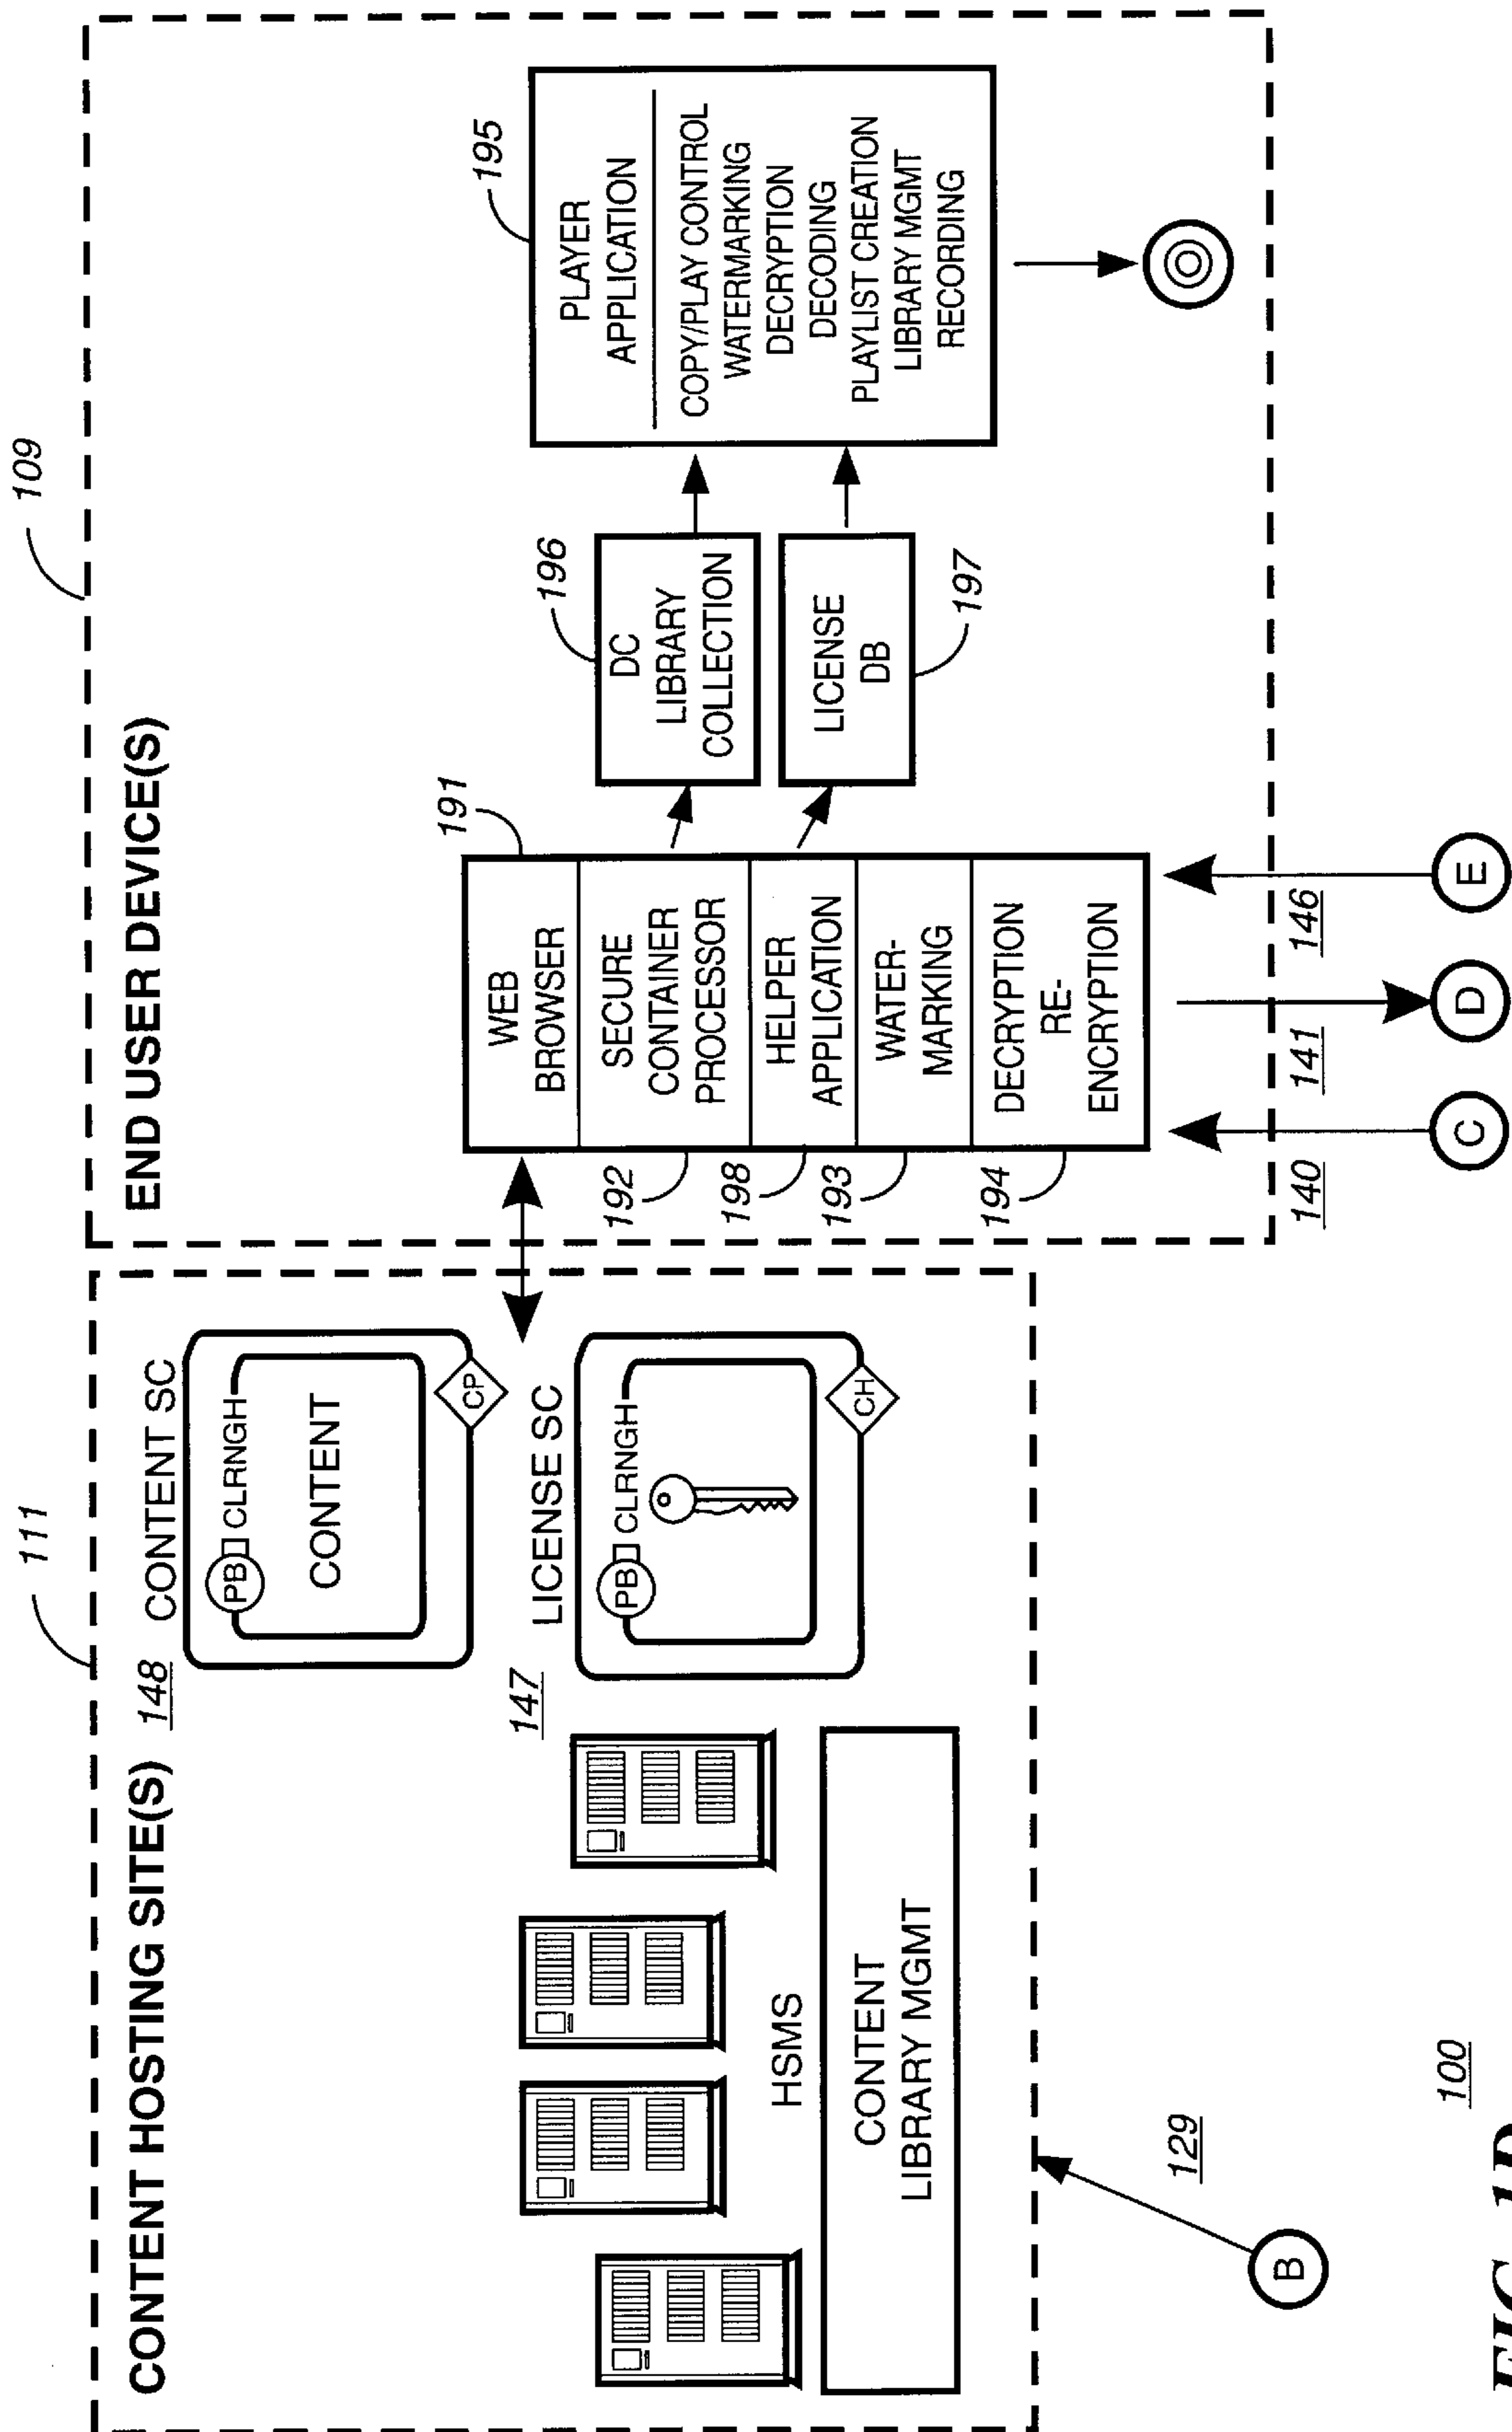 111
CONTENT HOSTING SITE(S)
148
CONTENT SC
PB CLRNGH
CONTENT
CP
147
LICENSE SC
PB CLRNGH
CH
HSMS
CONTENT
LIBRARY MGMT
B
129
100
109
END USER DEVICE(S)
191
WEB
BROWSER
192
SECURE
CONTAINER
PROCESSOR
198
HELPER
APPLICATION
193
WATER-
MARKING
194
DECRYPTION
RE-
ENCRYPTION
196
DC
LIBRARY
COLLECTION
LICENSE
DB
197
195
PLAYER
APPLICATION
COPY/PLAY CONTROL
WATERMARKING
DECRYPTION
DECODING
PLAYLIST CREATION
LIBRARY MGMT
RECORDING
140
141
146
C
D
E